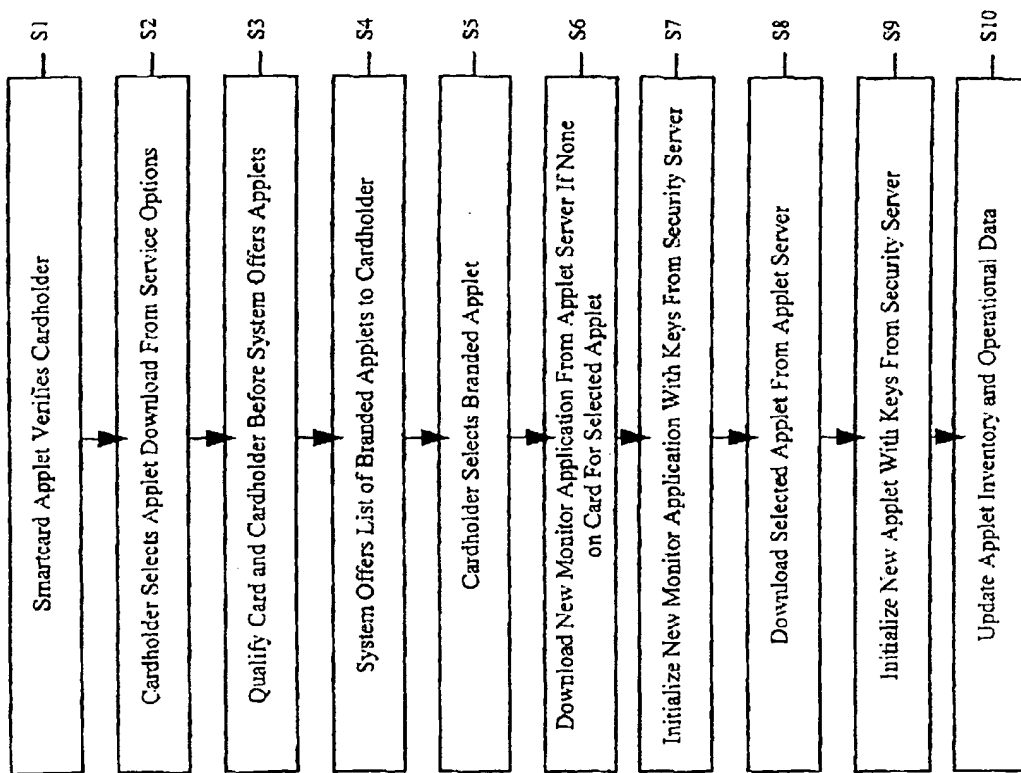 Smartcard Applet Verifies Cardholder
S1
Cardholder Selects Applet Download From Service Options
S2
Qualify Card and Cardholder Before System Offers Applets
S3
System Offers List of Branded Applets to Cardholder
S4
Cardholder Selects Branded Applet
S5
Download New Monitor Application From Applet Server If None
on Card For Selected Applet
S6
Initialize New Monitor Application With Keys From Security Server
S7
Download Selected Applet From Applet Server
S8
Initialize New Applet With Keys From Security Server
S9
Update Applet Inventory and Operational Data
S10